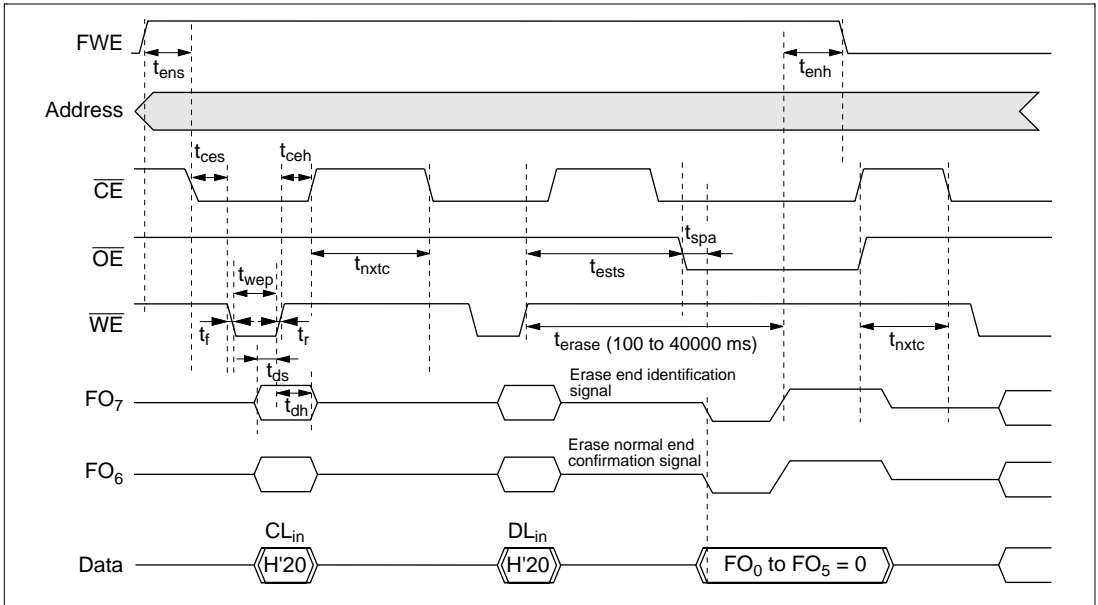 FWE
t_ens
t_enh
Address
t_ces
t_ceh
CE
t_spa
OE
t_nxtc
t_ests
t_wep
WE
t_f
t_r
t_erase (100 to 40000 ms)
t_nxtc
t_ds
Erase end identification
signal
FO₇
t_dh
Erase normal end
confirmation signal
FO₆
CL_in
DL_in
Data
H'20
H'20
FO₀ to FO₅ = 0